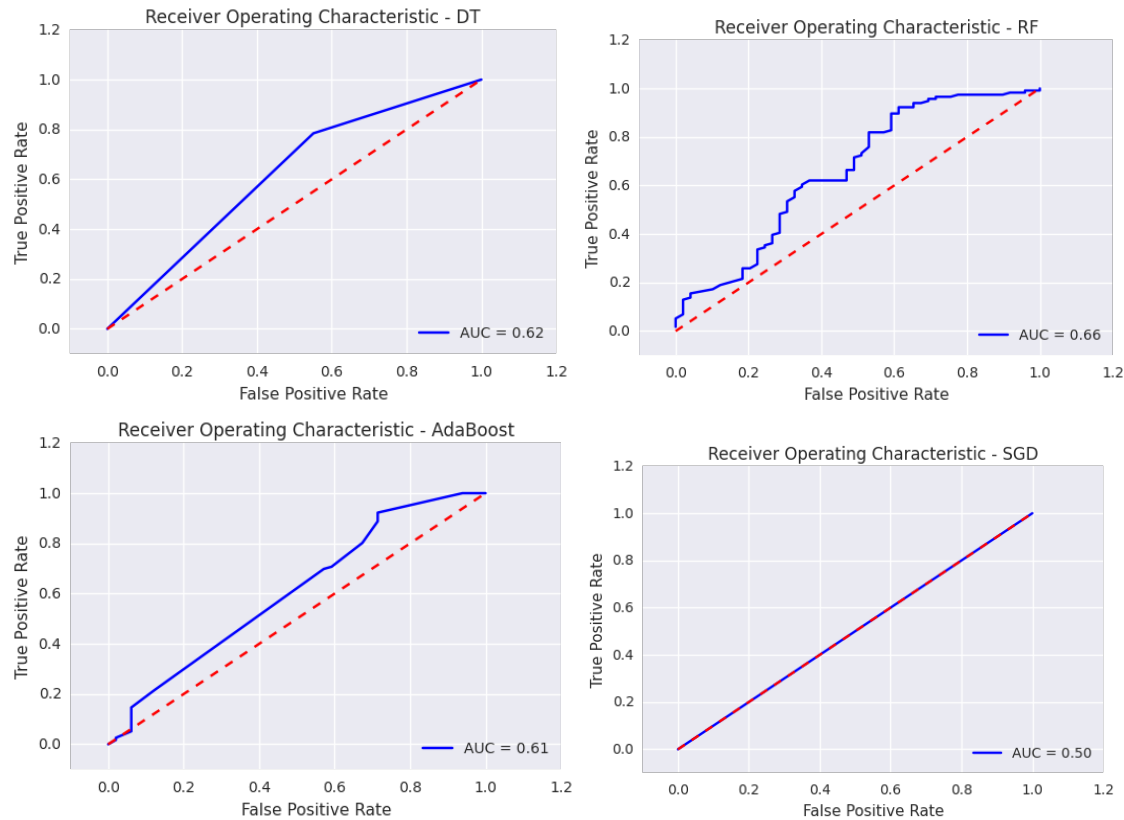 Receiver Operating Characteristic - DT
1.2
1.0
0.8
0.6
0.4
0.2
0.0
True Positive Rate
AUC = 0.62
0.0 0.2 0.4 0.6 0.8 1.0 1.2
False Positive Rate
Receiver Operating Characteristic - RF
1.2
1.0
0.8
0.6
0.4
0.2
0.0
True Positive Rate
AUC = 0.66
0.0 0.2 0.4 0.6 0.8 1.0 1.2
False Positive Rate
Receiver Operating Characteristic - AdaBoost
1.2
1.0
0.8
0.6
0.4
0.2
0.0
True Positive Rate
AUC = 0.61
0.0 0.2 0.4 0.6 0.8 1.0 1.2
False Positive Rate
Receiver Operating Characteristic - SGD
1.2
1.0
0.8
0.6
0.4
0.2
0.0
True Positive Rate
AUC = 0.50
0.0 0.2 0.4 0.6 0.8 1.0 1.2
False Positive Rate